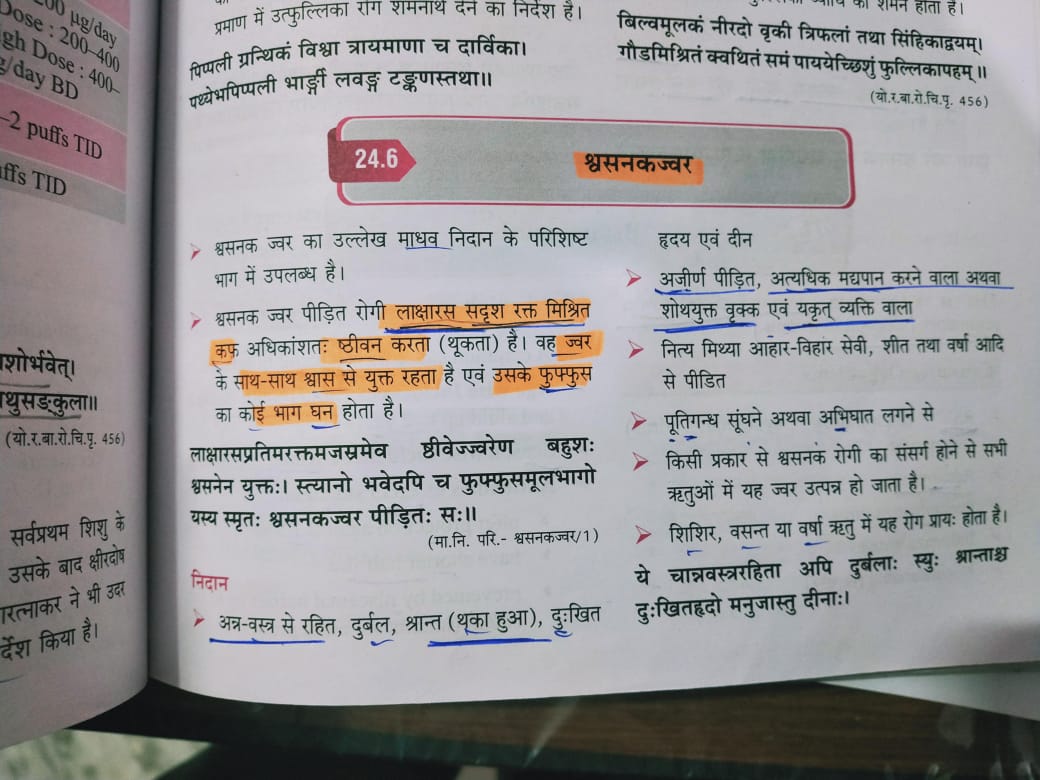 200 µg/day
Dose : 200–400
gh Dose : 400–
g/day BD
–2 puffs TID
uffs TID
शोर्भवेत्।
थुसङ्कुला॥
(यो.र.बा.रो.चि.पृ. 456)
सर्वप्रथम शिशु के
उसके बाद क्षीरदोष
ारत्नाकर ने भी उदर
र्देश किया है।
प्रमाण में उत्फुल्लिका रोग शमनार्थ देने का निर्देश है।
पिप्पली ग्रन्थिकं विश्वा त्रायमाणा च दार्विका।
पथ्येभपिप्पली भार्ङ्गी लवङ्ग टङ्कणस्तथा॥
का शमन होता है।
बिल्वमूलकं नीरदो वृकी त्रिफलां तथा सिंहिकाद्वयम्।
गौडमिश्रितं क्वथितं समं पाययेच्छिशुं फुल्लिकापहम्॥
(यो.र.बा.रो.चि.पृ. 456)
24.6 श्वसनकज्वर
श्वसनक ज्वर का उल्लेख माधव निदान के परिशिष्ट
भाग में उपलब्ध है।
श्वसनक ज्वर पीड़ित रोगी लाक्षारस सदृश रक्त मिश्रित
कफ अधिकांशतः ष्ठीवन करता (थूकता) है। वह ज्वर
के साथ-साथ श्वास से युक्त रहता है एवं उसके फुफ्फुस
का कोई भाग घन होता है।
लाक्षारसप्रतिमरक्तमजस्रमेव ष्ठीवेज्ज्वरेण बहुशः
श्वसनेन युक्तः। स्त्यानो भवेदपि च फुफ्फुसमूलभागो
यस्य स्मृतः श्वसनकज्वर पीड़ितः सः॥
(मा.नि. परि.- श्वसनकज्वर/1)
निदान
अन्न-वस्त्र से रहित, दुर्बल, श्रान्त (थका हुआ), दुःखित
हृदय एवं दीन
अजीर्ण पीड़ित, अत्यधिक मद्यपान करने वाला अथवा
शोथयुक्त वृक्क एवं यकृत् व्यक्ति वाला
नित्य मिथ्या आहार-विहार सेवी, शीत तथा वर्षा आदि
से पीडित
पूतिगन्ध सूंघने अथवा अभिघात लगने से
किसी प्रकार से श्वसनक रोगी का संसर्ग होने से सभी
ऋतुओं में यह ज्वर उत्पन्न हो जाता है।
शिशिर, वसन्त या वर्षा ऋतु में यह रोग प्रायः होता है।
ये चान्नवस्त्ररहिता अपि दुर्बलाः स्युः श्रान्ताश्च
दुःखितहृदो मनुजास्तु दीनाः।